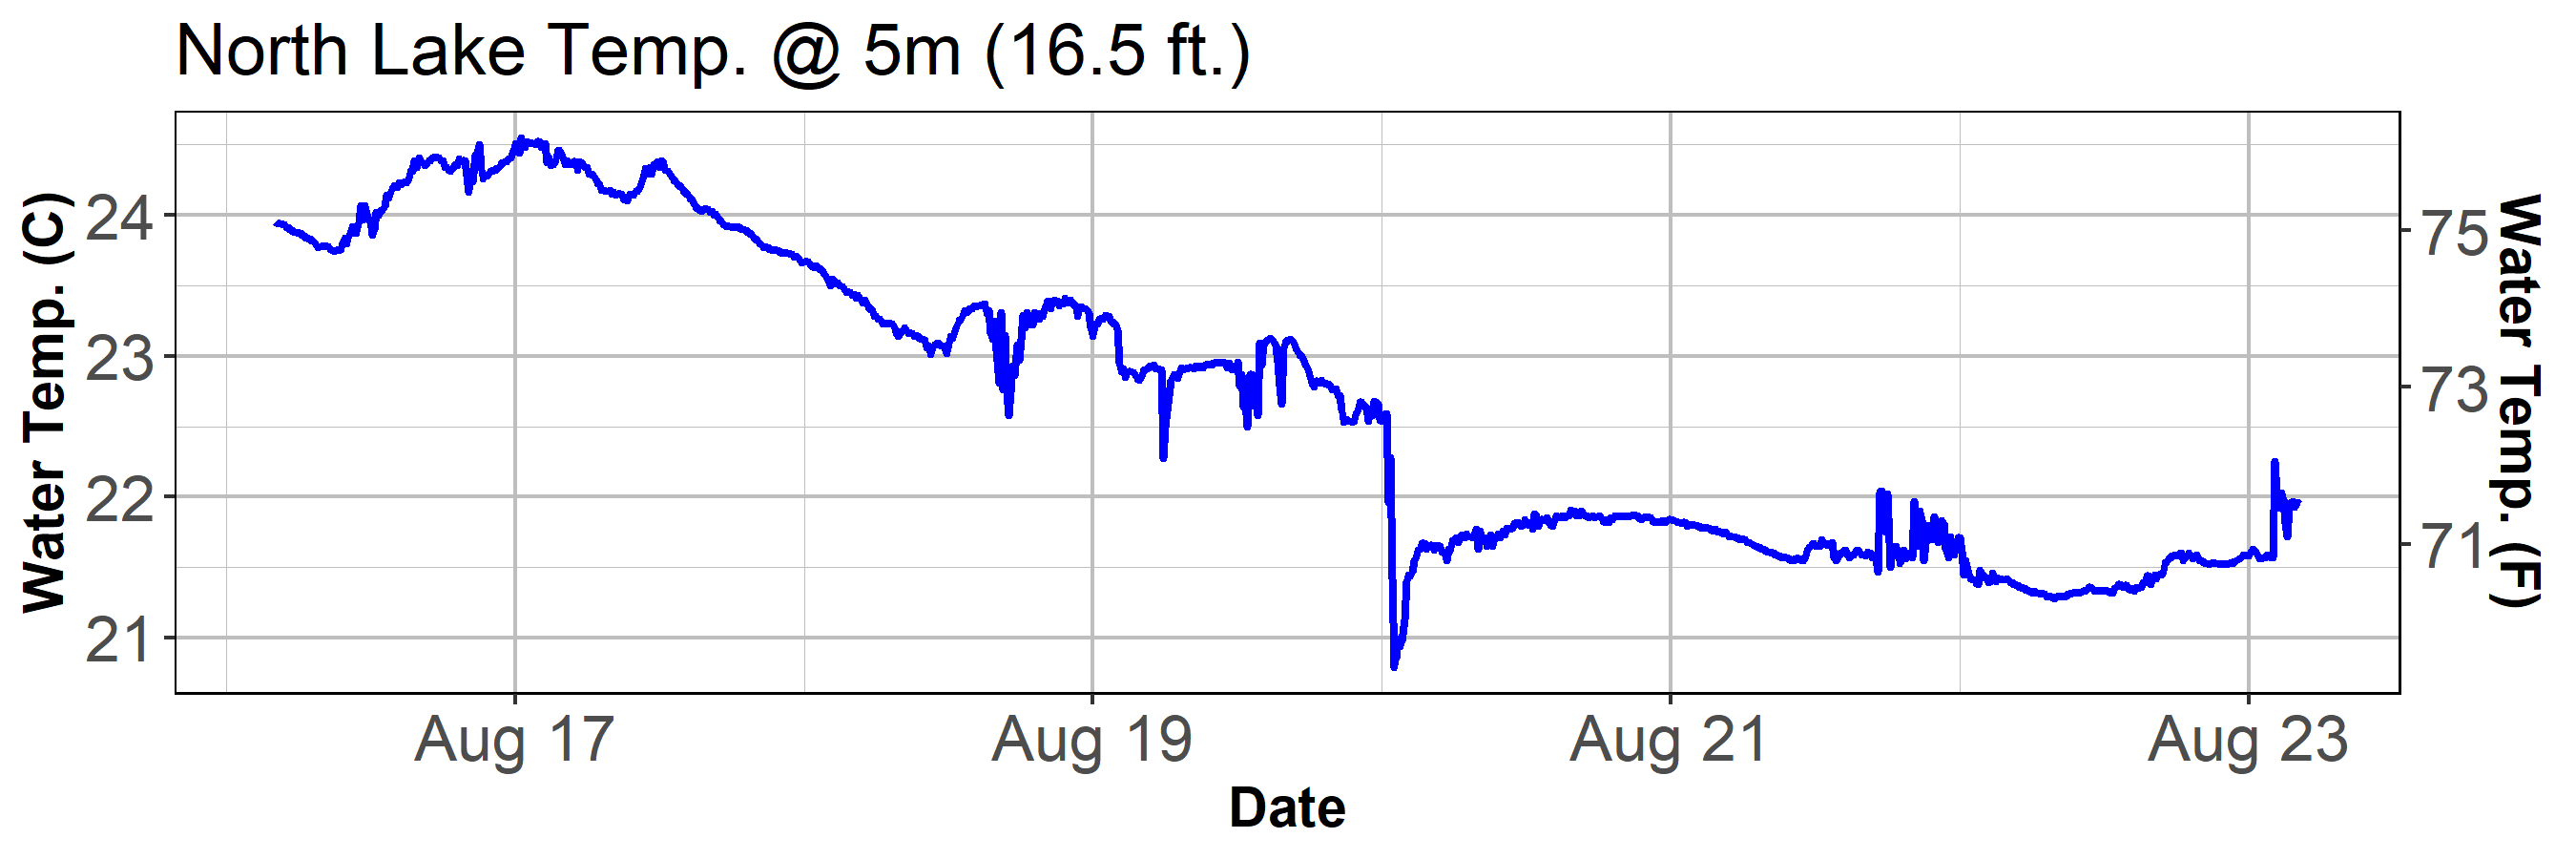 North Lake Temp. @ 5m (16.5 ft.)
Water Temp. (C)
24
23
22
21
75
73
71
Water Temp. (F)
Aug 17
Aug 19
Aug 21
Aug 23
Date